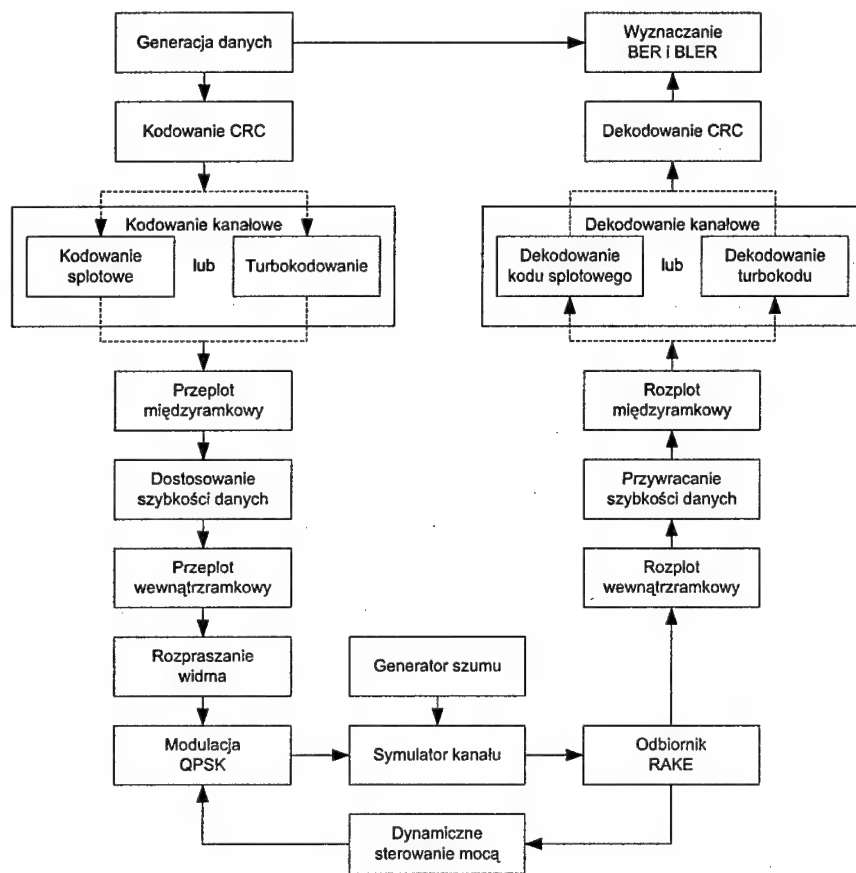 Generacja danych
Wyznaczanie
BER i BLER
Kodowanie CRC
Dekodowanie CRC
Kodowanie kanałowe
Kodowanie
splotowe
lub
Turbokodowanie
Dekodowanie kanałowe
Dekodowanie
kodu splotowego
lub
Dekodowanie
turbokodu
Przeplot
międzyramkowy
Rozplot
międzyramkowy
Dostosowanie
szybkości danych
Przywracanie
szybkości danych
Przeplot
wewnątrzramkowy
Rozplot
wewnątrzramkowy
Rozpraszanie
widma
Generator szumu
Modulacja
QPSK
Symulator kanału
Odbiornik
RAKE
Dynamiczne
sterowanie mocą